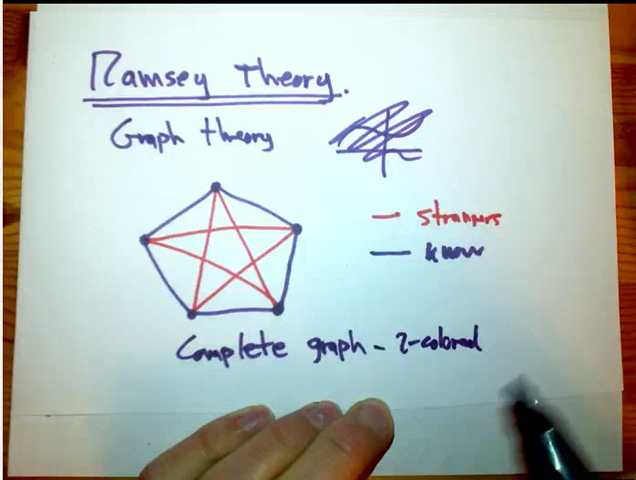 Ramsey Theory.
Graph theory
strangers
know
Complete graph - 2-colored